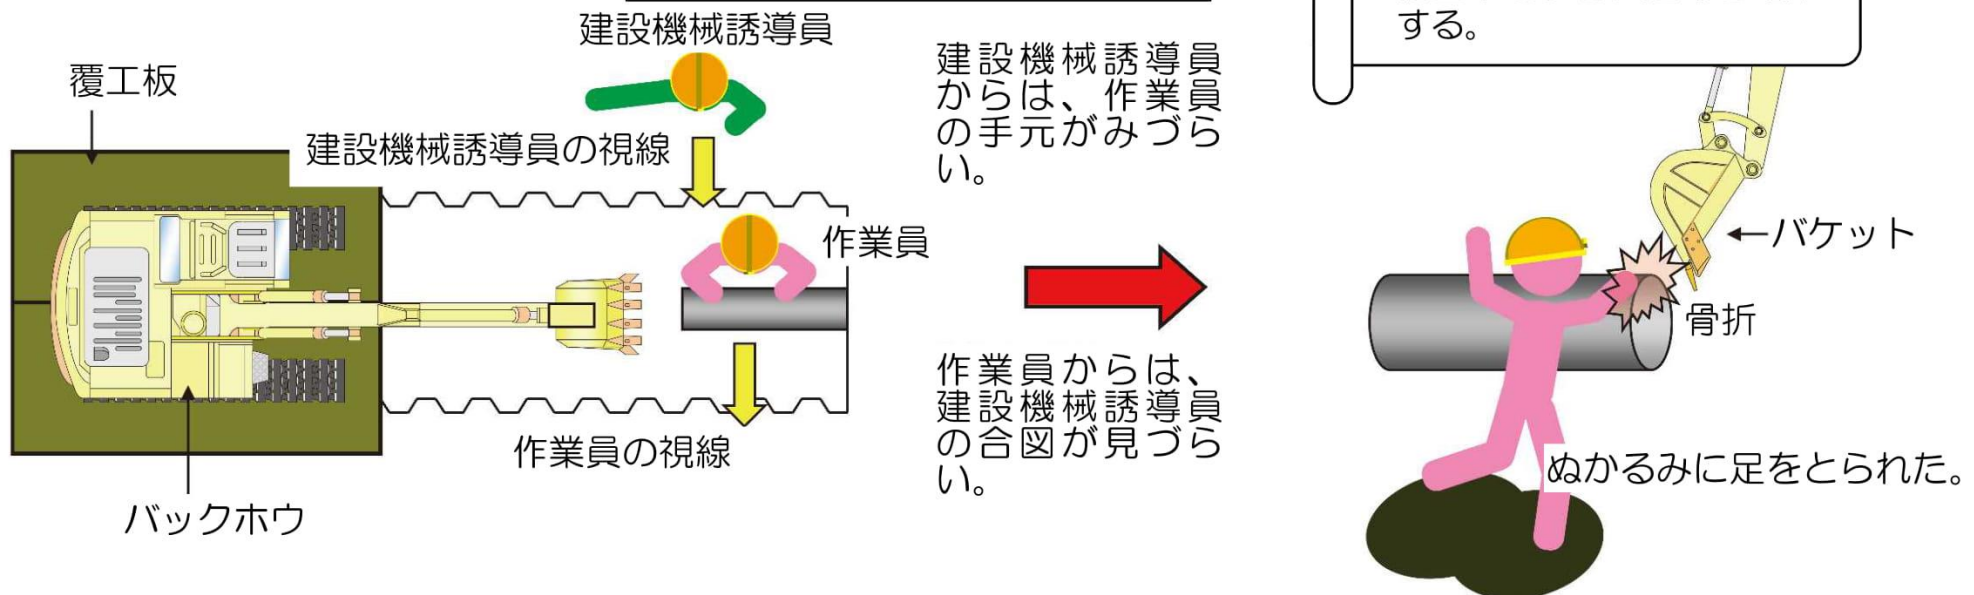 建設機械誘導員
覆工板
建設機械誘導員の視線
作業員
作業員の視線
バックホウ
建設機械誘導員
からは、作業員
の手元がみづら
い。
作業員からは、
建設機械誘導員
の合図が見づら
い。
する。
バケット
骨折
ぬかるみに足をとられた。